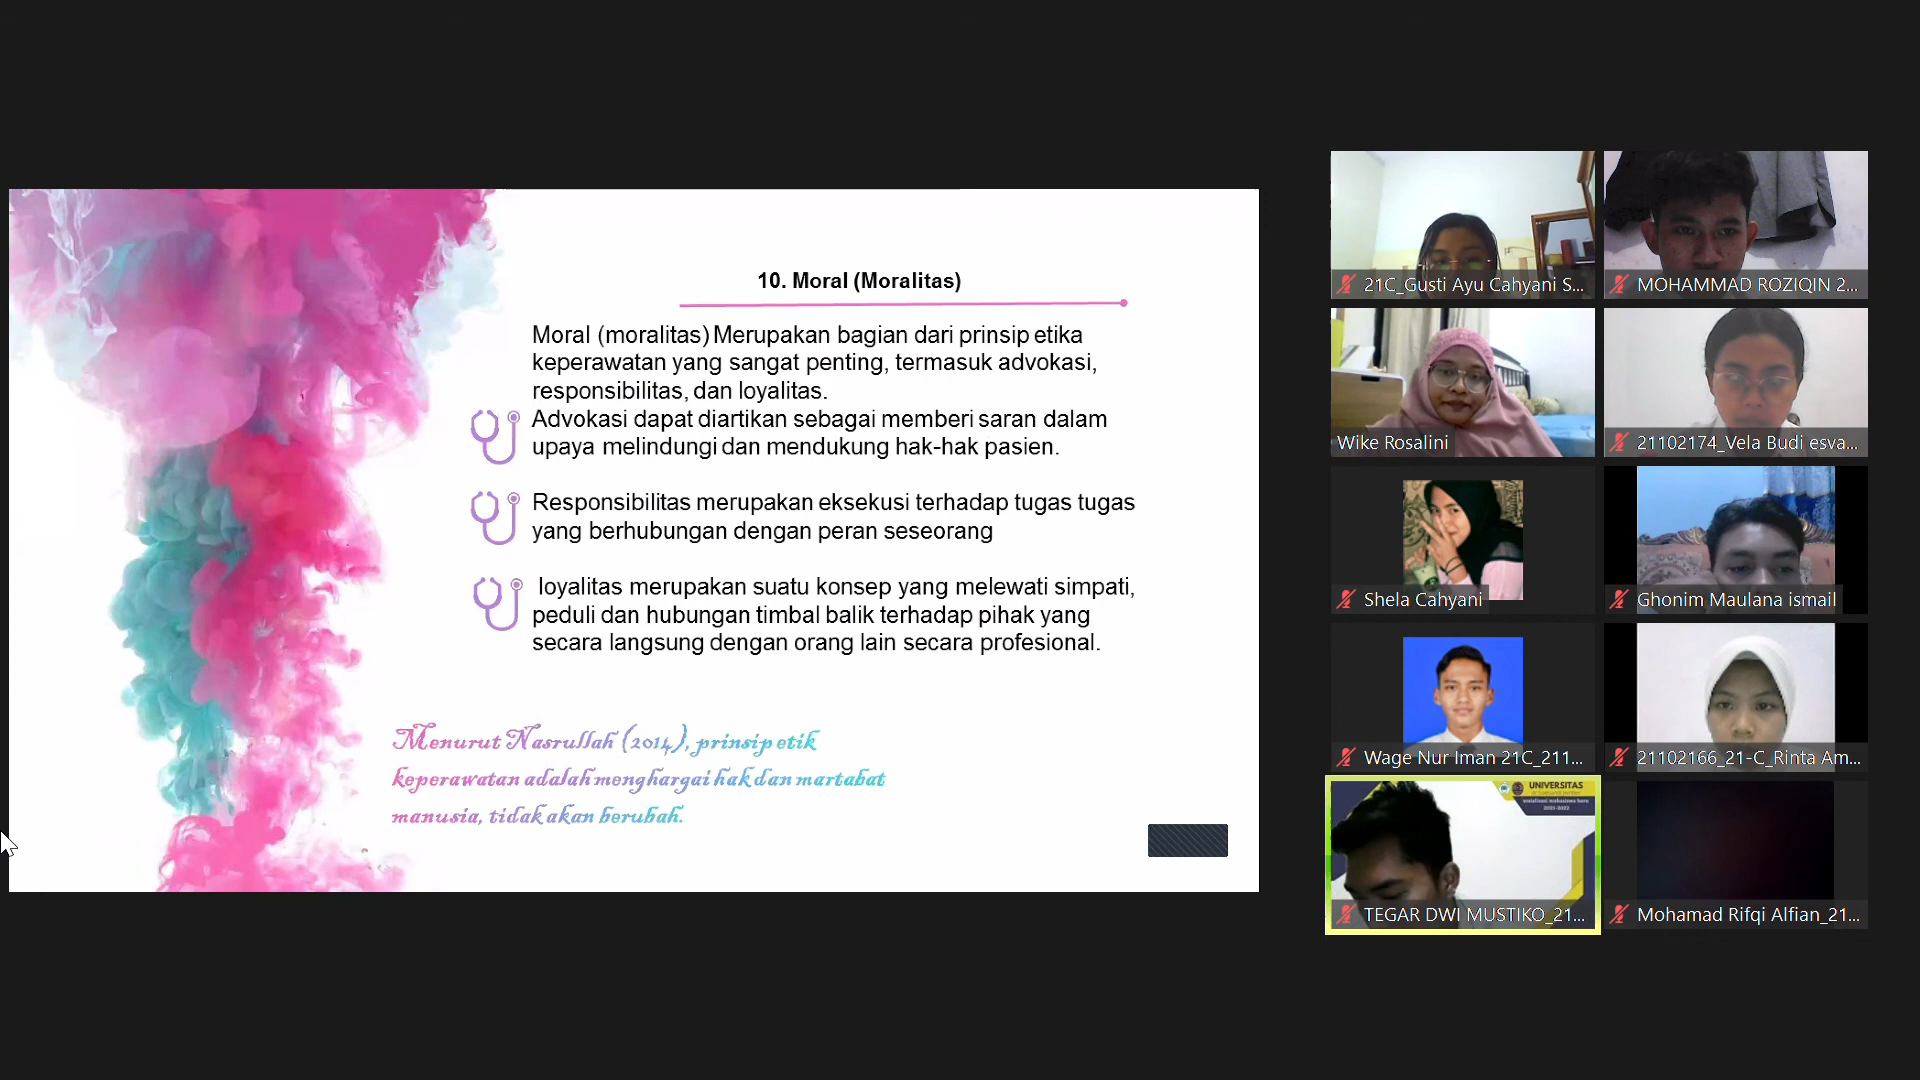 10. Moral (Moralitas)
Moral (moralitas) Merupakan bagian dari prinsip etika
keperawatan yang sangat penting, termasuk advokasi,
responsibilitas, dan loyalitas.
Advokasi dapat diartikan sebagai memberi saran dalam
upaya melindungi dan mendukung hak-hak pasien.
Responsibilitas merupakan eksekusi terhadap tugas tugas
yang berhubungan dengan peran seseorang
loyalitas merupakan suatu konsep yang melewati simpati,
peduli dan hubungan timbal balik terhadap pihak yang
secara langsung dengan orang lain secara profesional.
Menurut Nasrullah (2014), prinsip etik
keperawatan adalah menghargai hak dan martabat
manusia, tidak akan berubah.
21C_Gusti Ayu Cahyani S...
MOHAMMAD ROZIQIN 2...
Wike Rosalini
21102174_Vela Budi esva...
Shela Cahyani
Ghonim Maulana ismail
Wage Nur Iman 21C_211...
21102166_21-C_Rinta Am...
UNIVERSITAS
sosialisasi mahasiswa baru
2021-2022
TEGAR DWI MUSTIKO_21...
Mohamad Rifqi Alfian_21...